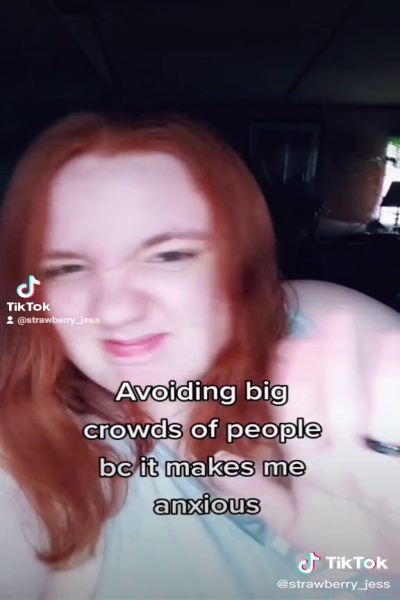 TikTok
@strawberry_jess
Avoiding big
crowds of people
bc it makes me
anxious
TikTok
@strawberry_jess